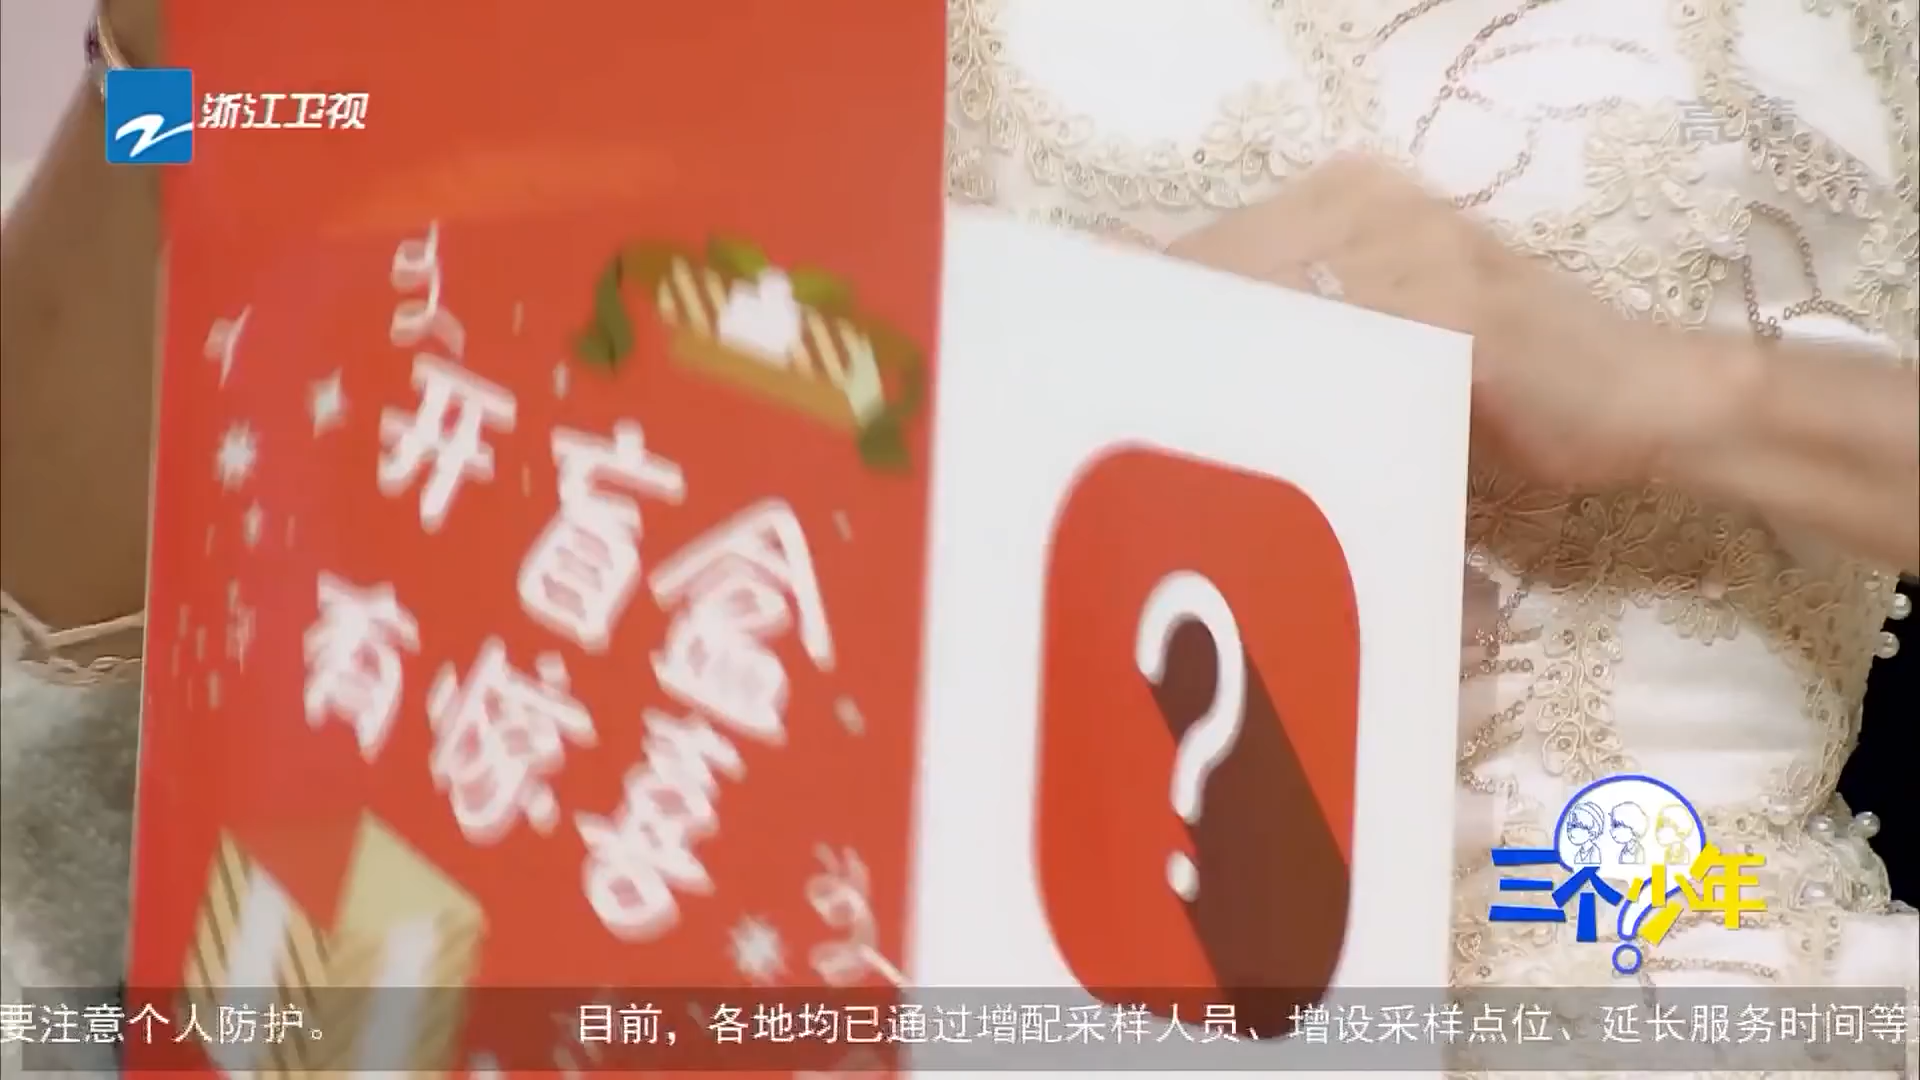 浙江卫视
高清
开盲盒
有惊喜
?
三个少年
要注意个人防护。 目前，各地均已通过增配采样人员、增设采样点位、延长服务时间等